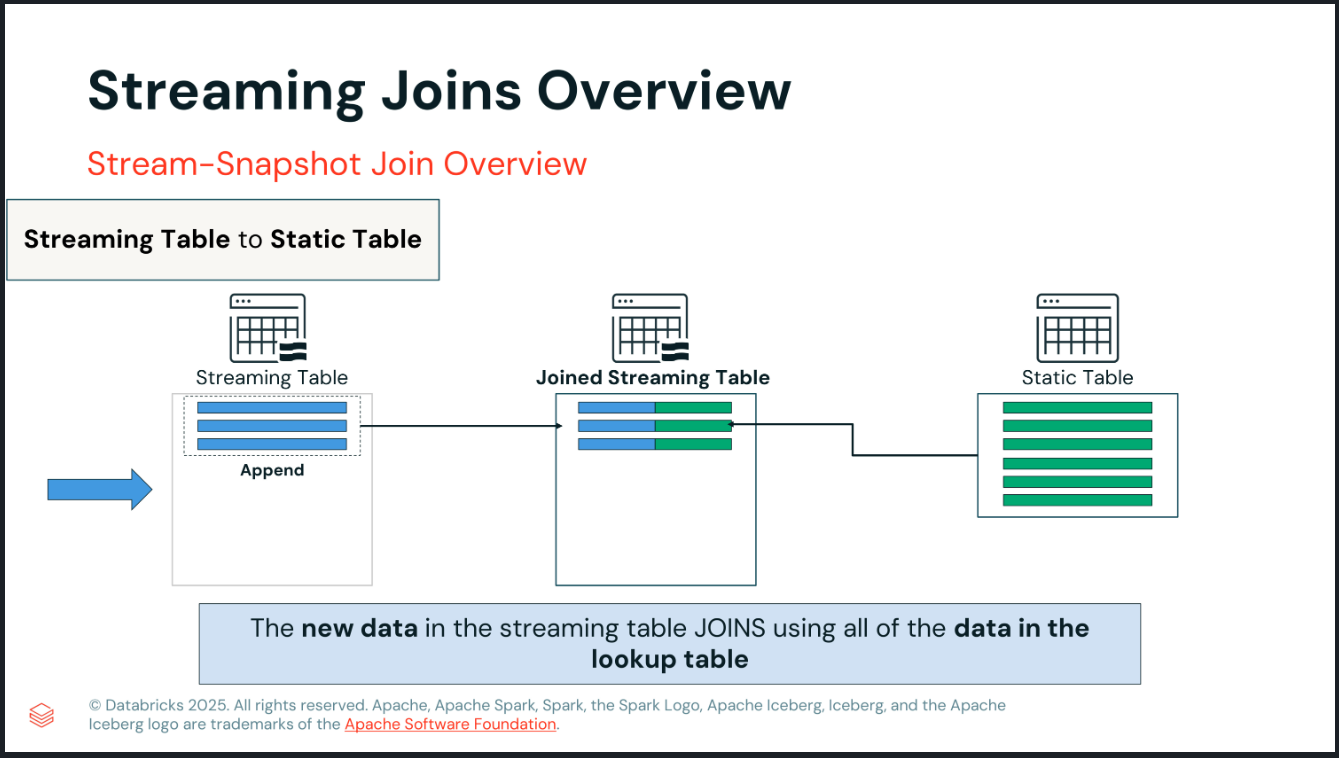 Streaming Joins Overview
Stream-Snapshot Join Overview
Streaming Table to Static Table
Streaming Table
Joined Streaming Table
Static Table
Append
The new data in the streaming table JOINS using all of the data in the
lookup table
© Databricks 2025. All rights reserved. Apache, Apache Spark, Spark, the Spark Logo, Apache Iceberg, Iceberg, and the Apache
Iceberg logo are trademarks of the Apache Software Foundation.